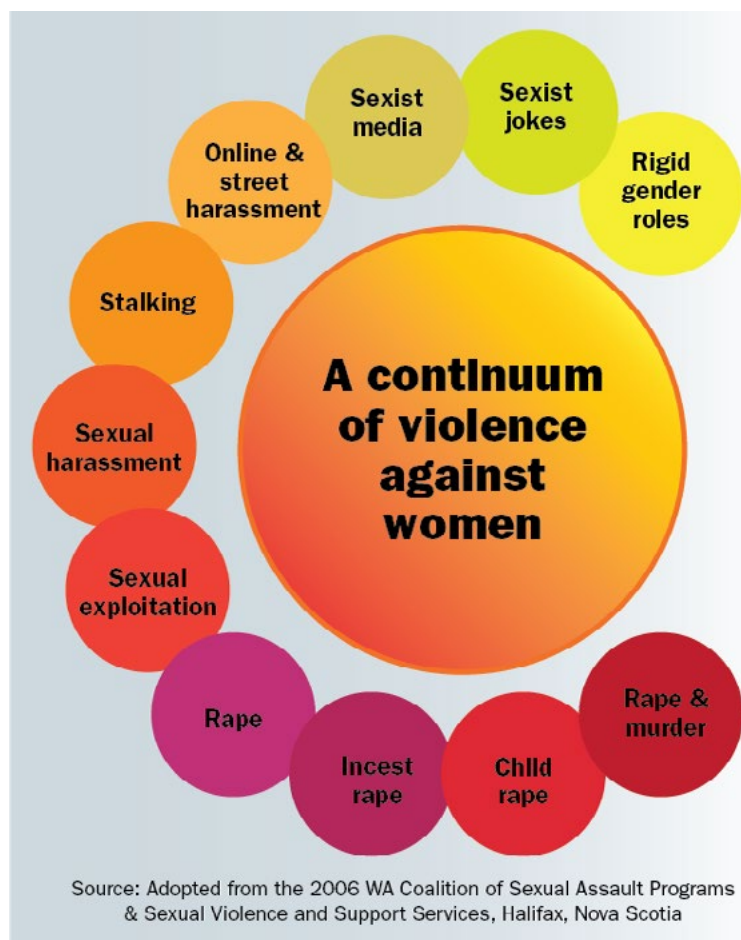 Sexist
media
Sexist
jokes
Rigid
gender
roles
Online &
street
harassment
Stalking
Sexual
harassment
Sexual
exploitation
Rape
Incest
rape
Child
rape
Rape &
murder
A continuum
of violence
against
women
Source: Adopted from the 2006 WA Coalition of Sexual Assault Programs
& Sexual Violence and Support Services, Halifax, Nova Scotia